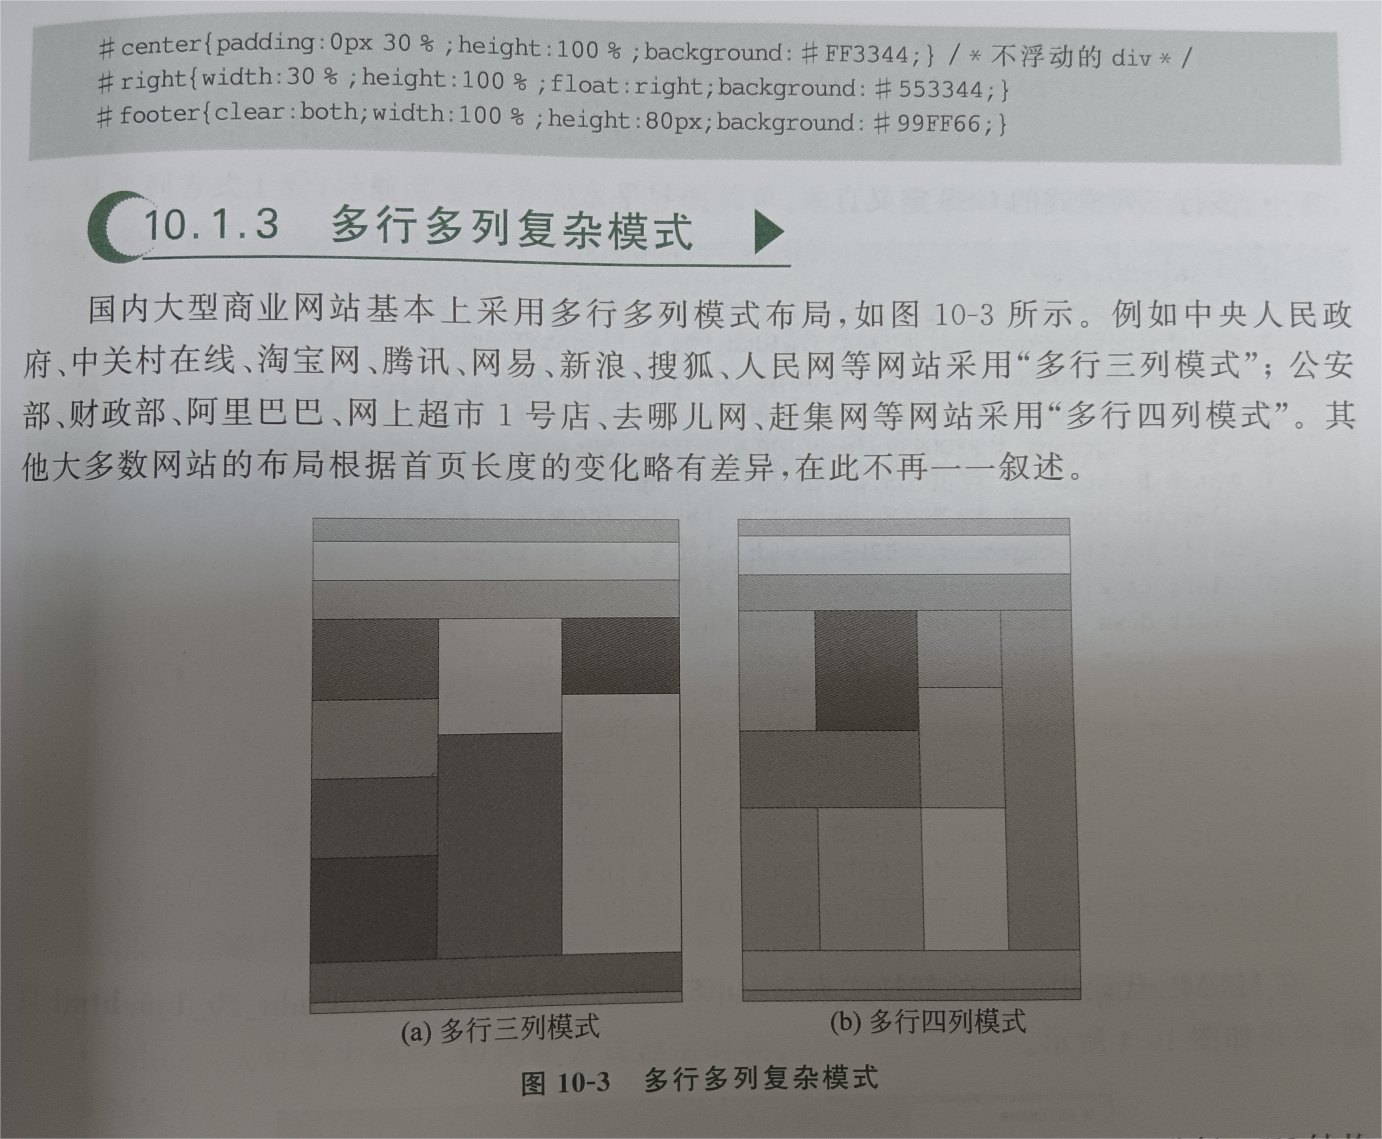 #center{padding:0px 30%;height:100%;background:#FF3344;} /*不浮动的 div*/
#right{width:30%;height:100%;float:right;background:#553344;}
#footer{clear:both;width:100%;height:80px;background:#99FF66;}
10.1.3 多行多列复杂模式
国内大型商业网站基本上采用多行多列模式布局,如图 10-3 所示。例如中央人民政
府、中关村在线、淘宝网、腾讯、网易、新浪、搜狐、人民网等网站采用“多行三列模式”;公安
部、财政部、阿里巴巴、网上超市 1 号店、去哪儿网、赶集网等网站采用“多行四列模式”。其
他大多数网站的布局根据首页长度的变化略有差异,在此不再一一叙述。
(a) 多行三列模式
(b) 多行四列模式
图 10-3 多行多列复杂模式